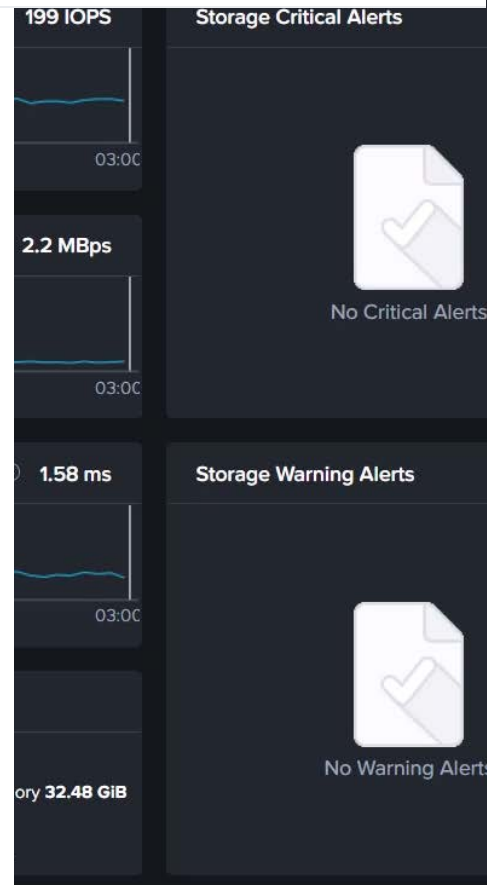 199 IOPS
Storage Critical Alerts
03:00
No Critical Alerts
2.2 MBps
03:00
1.58 ms
Storage Warning Alerts
03:00
No Warning Alerts
ory 32.48 GiB